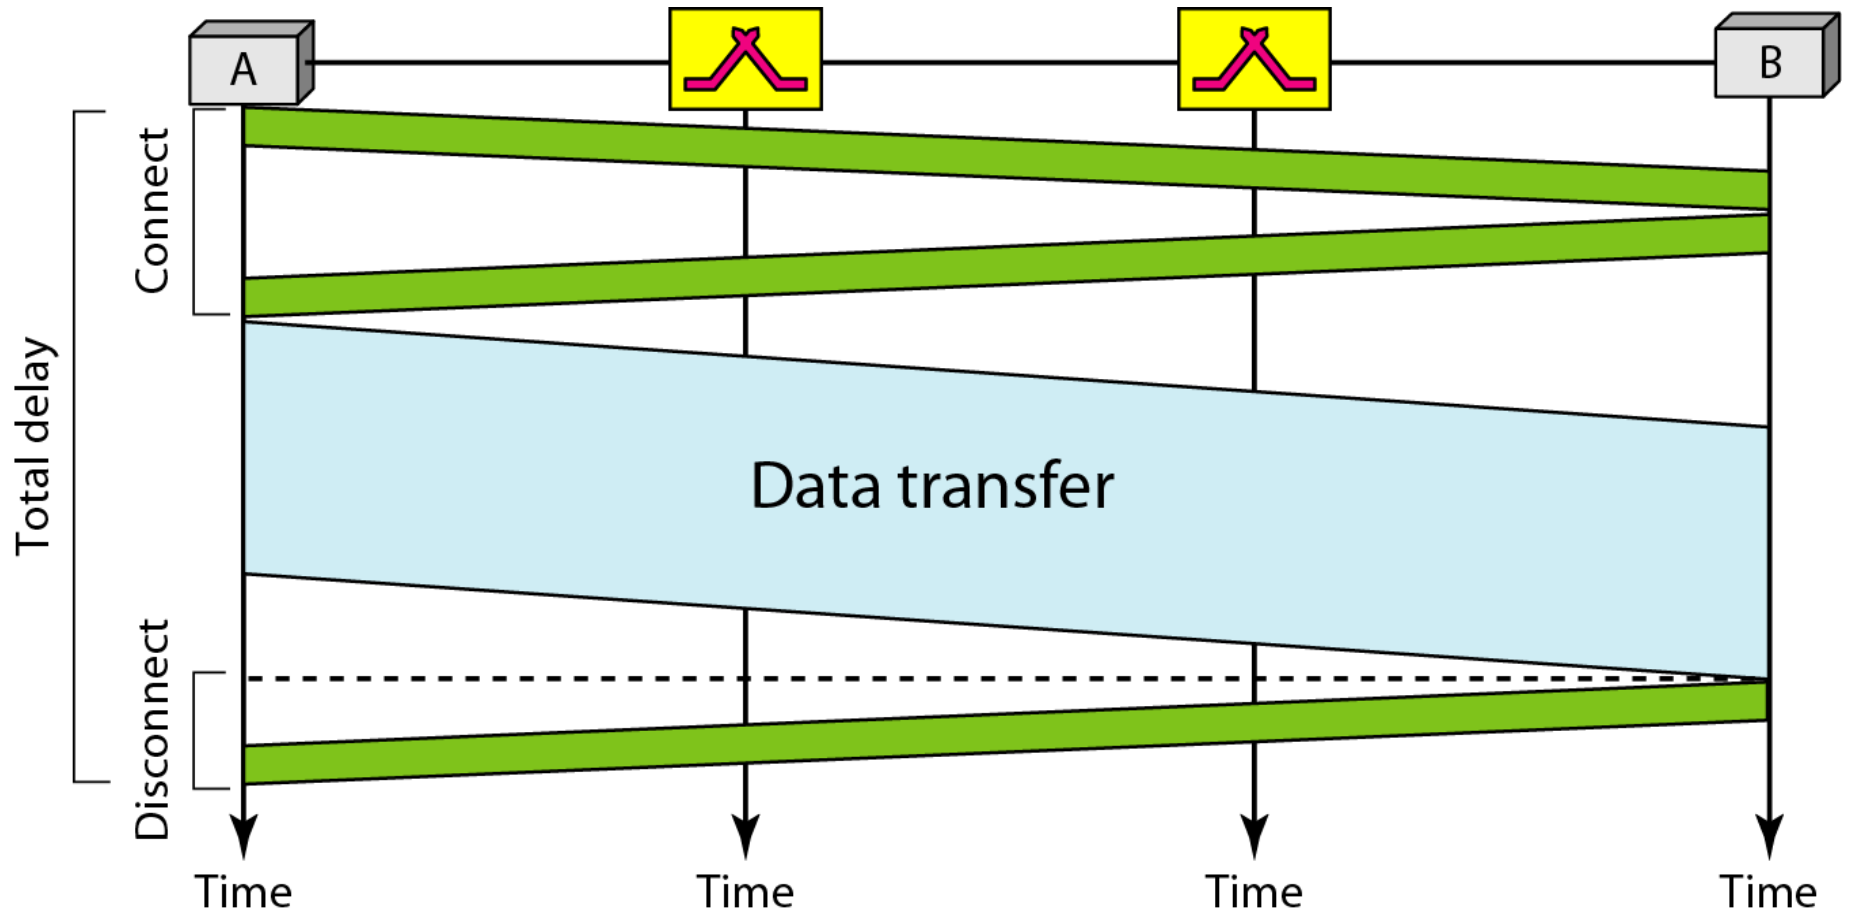 A
B
Connect
Total delay
Data transfer
Disconnect
Time
Time
Time
Time